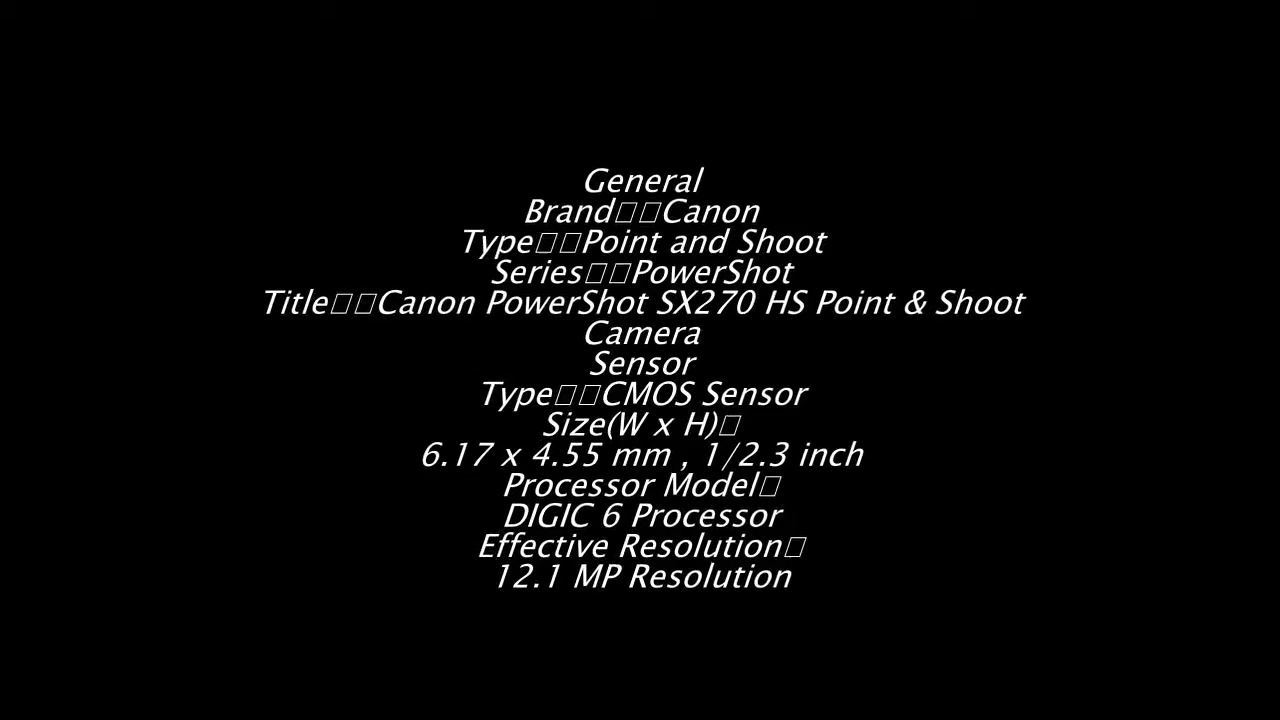 General
Brand▯▯Canon
Type▯▯Point and Shoot
Series▯▯PowerShot
Title▯▯Canon PowerShot SX270 HS Point & Shoot
Camera
Sensor
Type▯▯CMOS Sensor
Size(W x H)▯
6.17 x 4.55 mm , 1/2.3 inch
Processor Model▯
DIGIC 6 Processor
Effective Resolution▯
12.1 MP Resolution